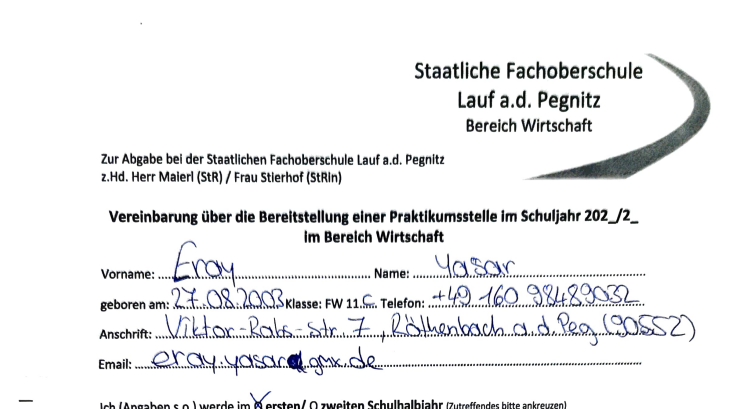 Staatliche Fachoberschule
Lauf a.d. Pegnitz
Bereich Wirtschaft
Zur Abgabe bei der Staatlichen Fachoberschule Lauf a.d. Pegnitz
z.Hd. Herr Maierl (StR) / Frau Stierhof (StRin)
Vereinbarung über die Bereitstellung einer Praktikumsstelle im Schuljahr 202_/2_
im Bereich Wirtschaft
Vorname: Eray Name: Yasar
geboren am: 27.08.2003 Klasse: FW 11.C Telefon: +49 160 98489032
Anschrift: Viktor-Rabs-Str. 7, Röthenbach a.d. Peg (90552)
Email: eray.yasar@gmx.de
Ich (Angaben s.o.) werde im X ersten/ O zweiten Schulhalbjahr (Zutreffendes bitte ankreuzen)